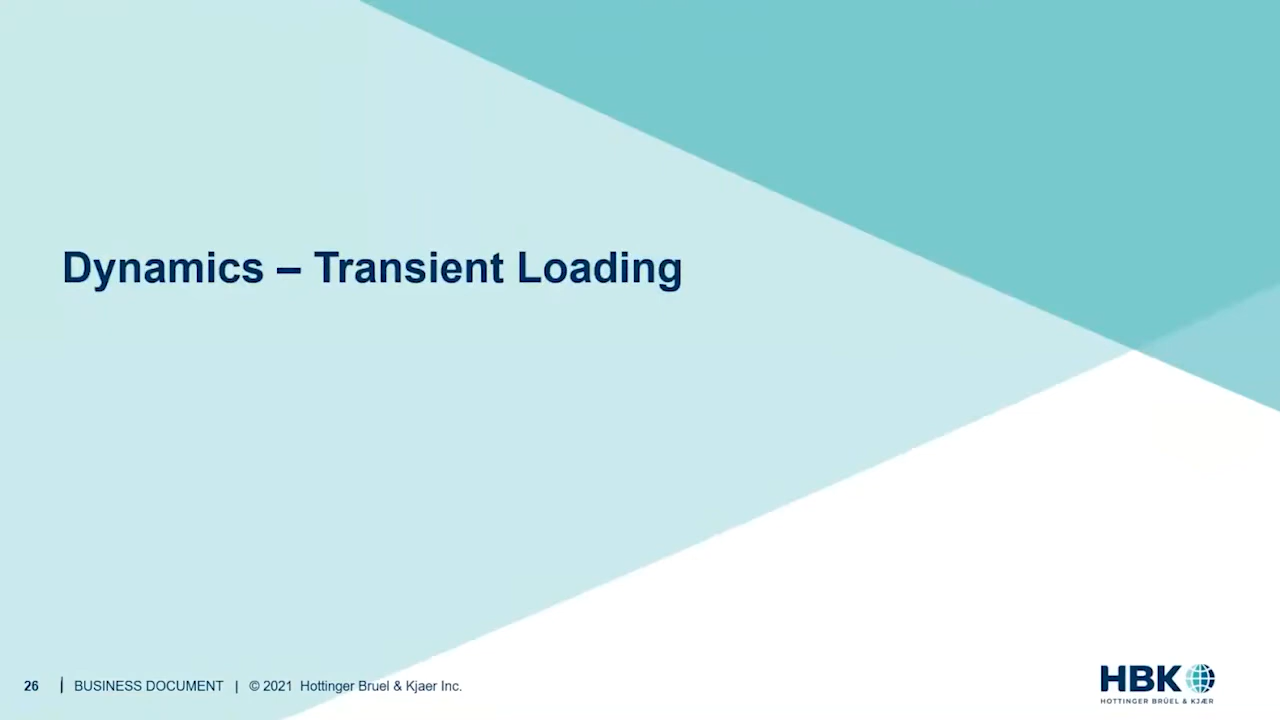 Dynamics – Transient Loading
26 | BUSINESS DOCUMENT | © 2021 Hottinger Bruel & Kjaer Inc.
HBK
HOTTINGER BRÜEL & KJÆR